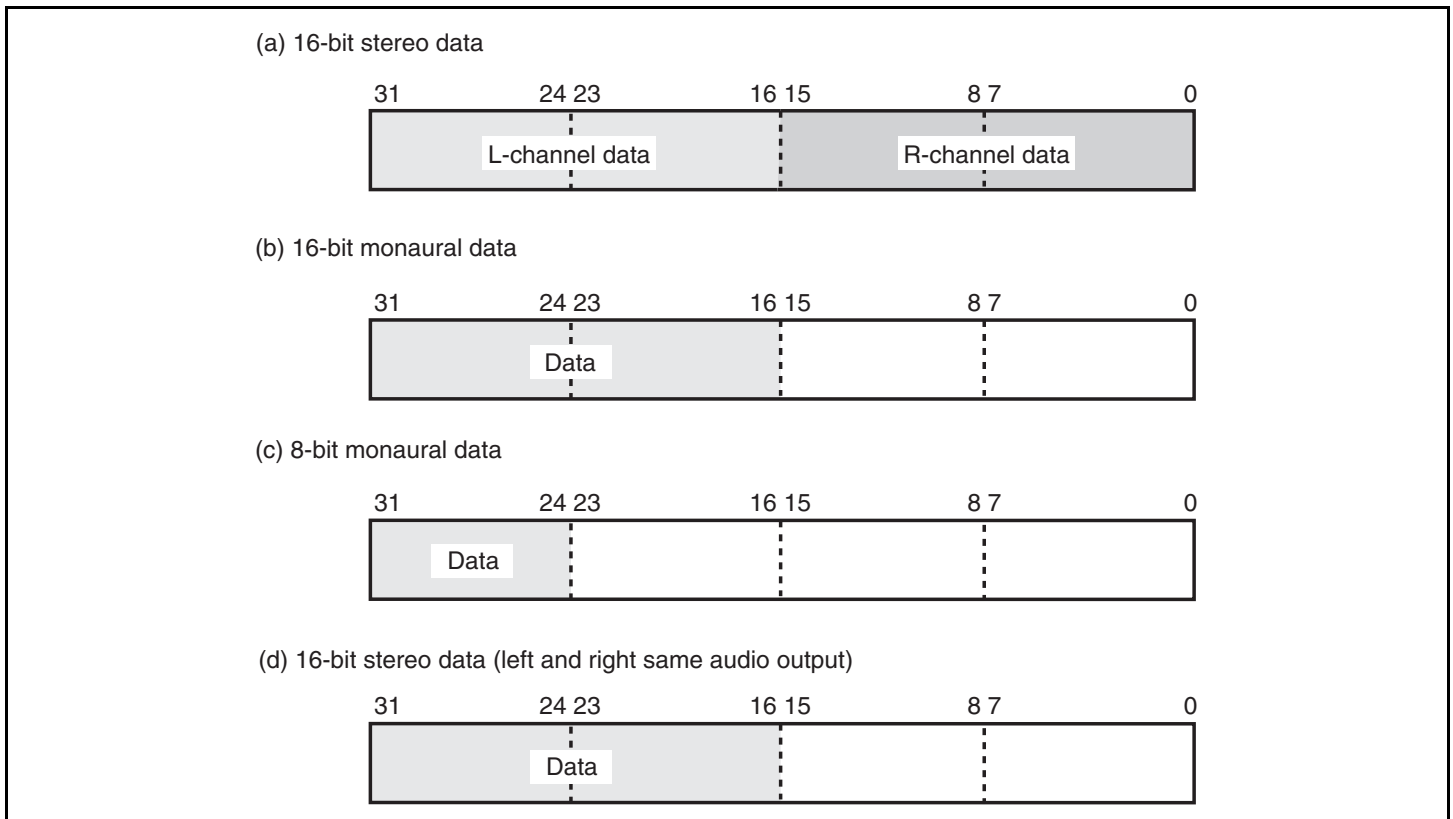 (a) 16-bit stereo data
31 24 23 16 15 8 7 0
L-channel data R-channel data
(b) 16-bit monaural data
31 24 23 16 15 8 7 0
Data
(c) 8-bit monaural data
31 24 23 16 15 8 7 0
Data
(d) 16-bit stereo data (left and right same audio output)
31 24 23 16 15 8 7 0
Data